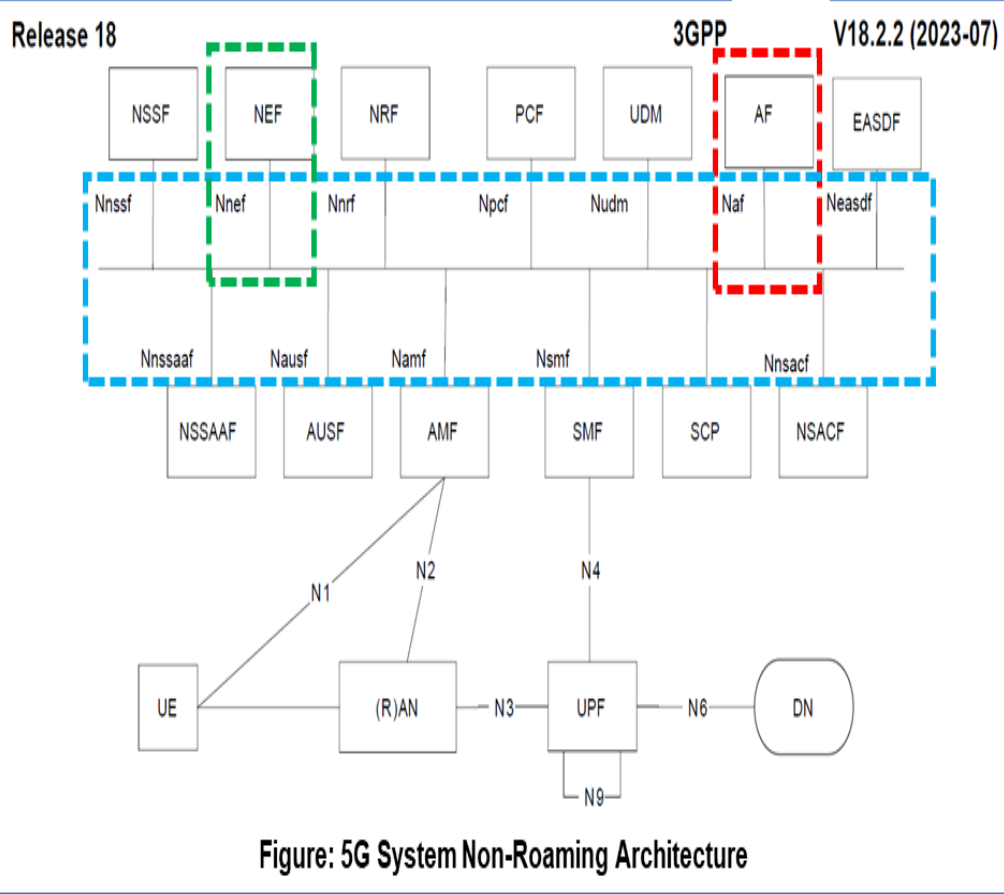 Release 18 3GPP V18.2.2 (2023-07)
NSSF NEF NRF PCF UDM AF EASDF
Nnssf Nnef Nnrf Npcf Nudm Naf Neasdf
Nnssaaf Nausf Namf Nsmf Nnsacf
NSSAAF AUSF AMF SMF SCP NSACF
N1 N2 N4
UE (R)AN N3 UPF N6 DN
N9
Figure: 5G System Non-Roaming Architecture